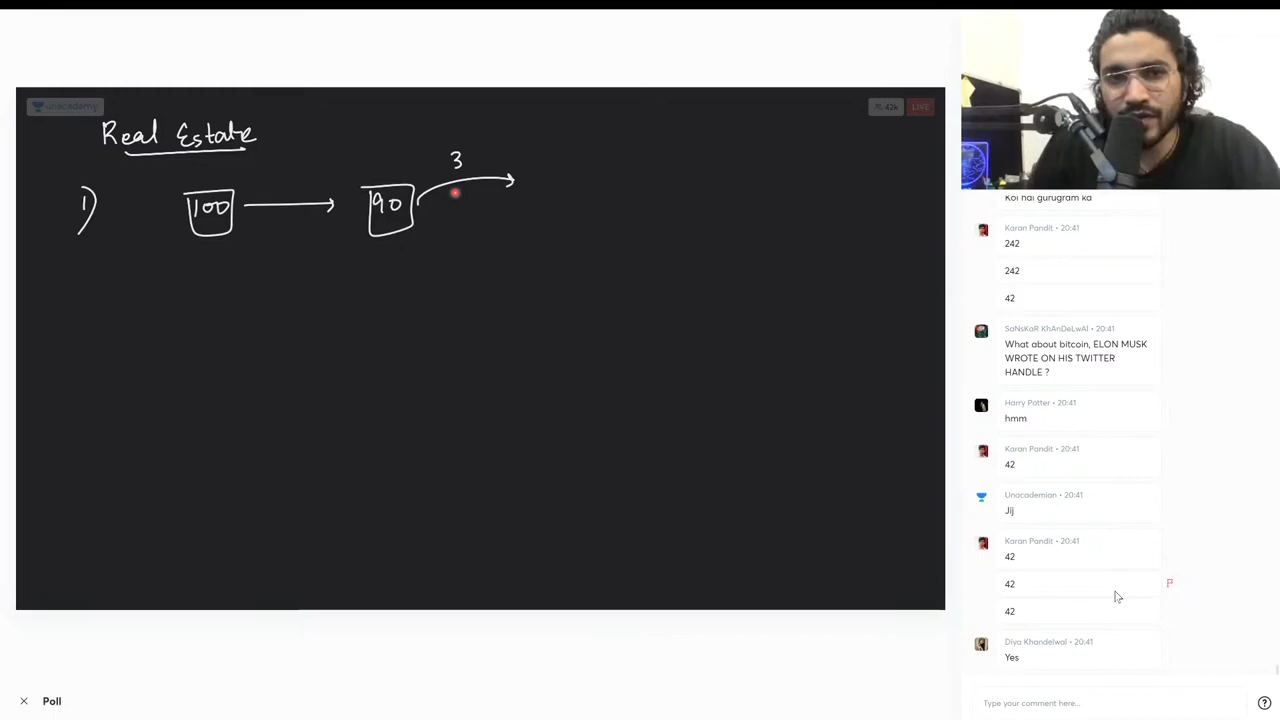 unacademy
42k LIVE
Real Estate
3
1) 100 90
Koi hai gurugram ka
Karan Pandit • 20:41
242
242
42
SaNsKaR KhAnDeLwAl • 20:41
What about bitcoin, ELON MUSK
WROTE ON HIS TWITTER
HANDLE ?
Harry Potter • 20:41
hmm
Karan Pandit • 20:41
42
Unacademian • 20:41
Jij
Karan Pandit • 20:41
42
42
42
Diya Khandelwal • 20:41
Yes
Poll
Type your comment here...
?